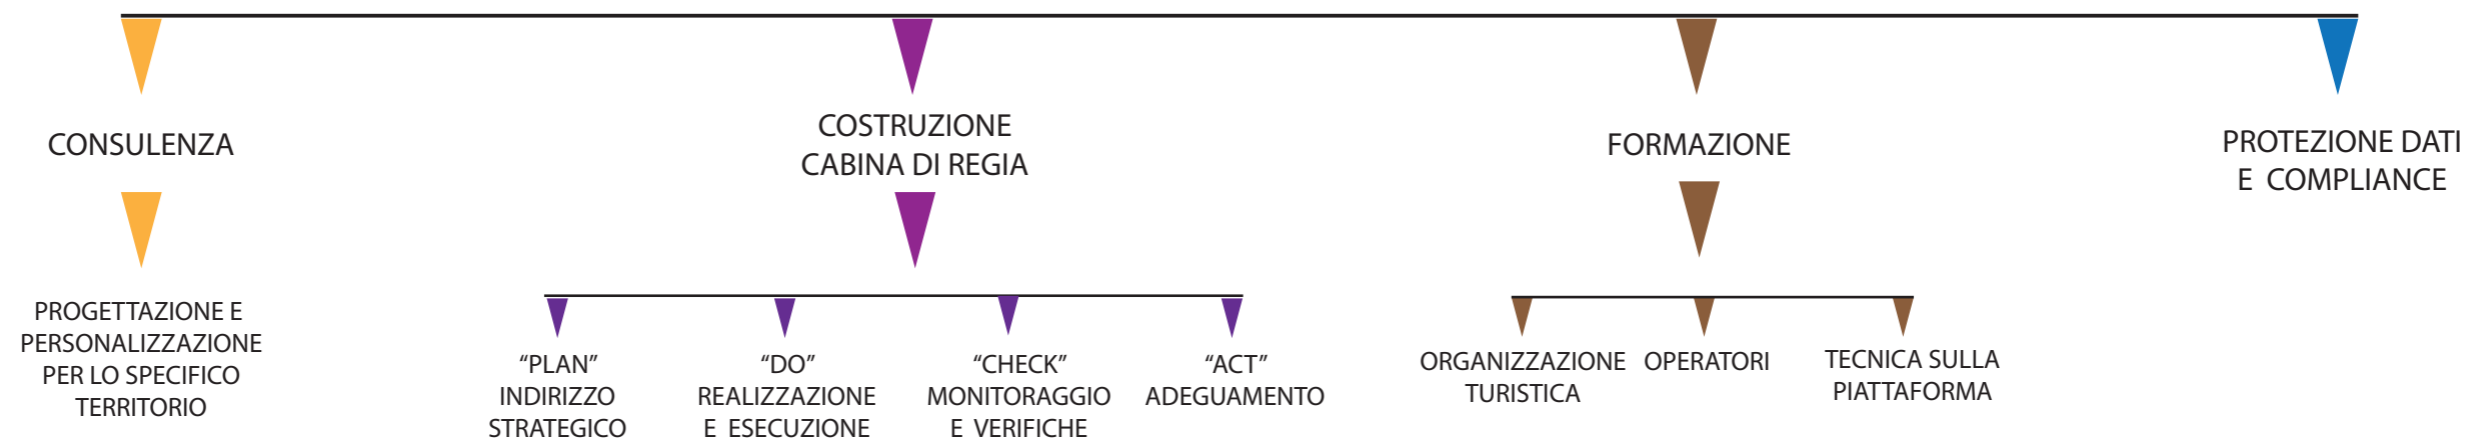 CONSULENZA
COSTRUZIONE
CABINA DI REGIA
FORMAZIONE
PROTEZIONE DATI
E COMPLIANCE
PROGETTAZIONE E
PERSONALIZZAZIONE
PER LO SPECIFICO
TERRITORIO
“PLAN”
INDIRIZZO
STRATEGICO
“DO”
REALIZZAZIONE
E ESECUZIONE
“CHECK”
MONITORAGGIO
E VERIFICHE
“ACT”
ADEGUAMENTO
ORGANIZZAZIONE
TURISTICA
OPERATORI
TECNICA SULLA
PIATTAFORMA